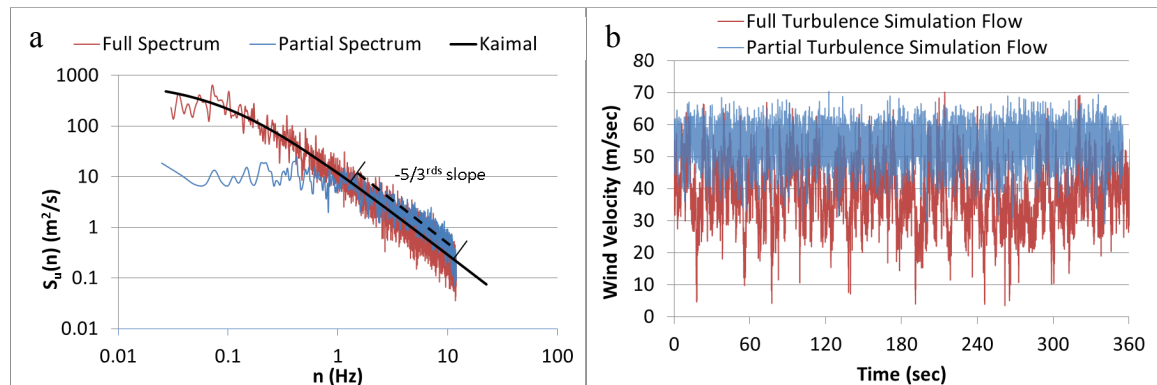 a
Full Spectrum Partial Spectrum Kaimal
1000
100
10
1
0.1
0.01
Su(n) (m²/s)
-5/3rds slope
0.01 0.1 1 10 100
n (Hz)
b
Full Turbulence Simulation Flow
Partial Turbulence Simulation Flow
80
70
60
50
40
30
20
10
0
Wind Velocity (m/sec)
0 60 120 180 240 300 360
Time (sec)